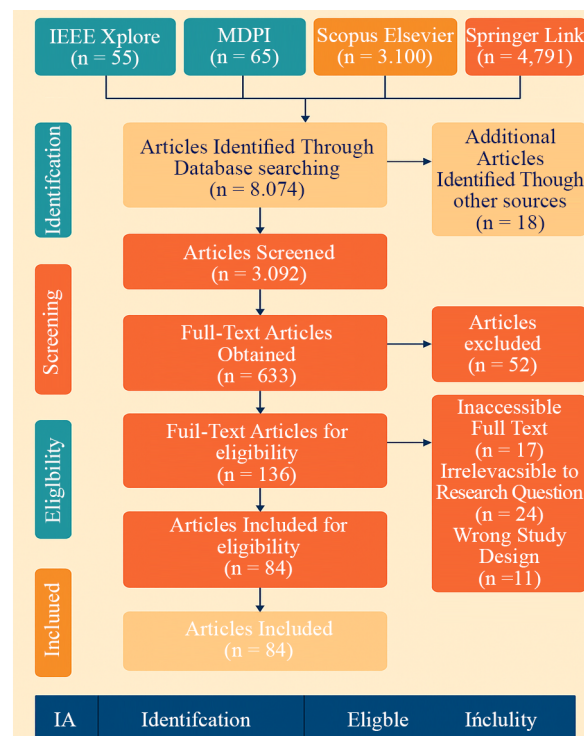 IEEE Xplore
(n = 55)
MDPI
(n = 65)
Scopus Elsevier
(n = 3.100)
Springer Link
(n = 4,791)
Identifcation
Articles Identified Through
Database searching
(n = 8.074)
Additional
Articles
Identified Though
other sources
(n = 18)
Screening
Articles Screened
(n = 3.092)
Full-Text Articles
Obtained
(n = 633)
Articles
excluded
(n = 52)
Eliglbility
Fuil-Text Articles for
eligibility
(n = 136)
Inaccessible
Full Text
(n = 17)
Irrelevacsible to
Research Question
(n = 24)
Wrong Study
Design
(n =11)
Articles Included for
eligibility
(n = 84)
Incluued
Articles Included
(n = 84)
IA Identifcation Eligble Ińclulity